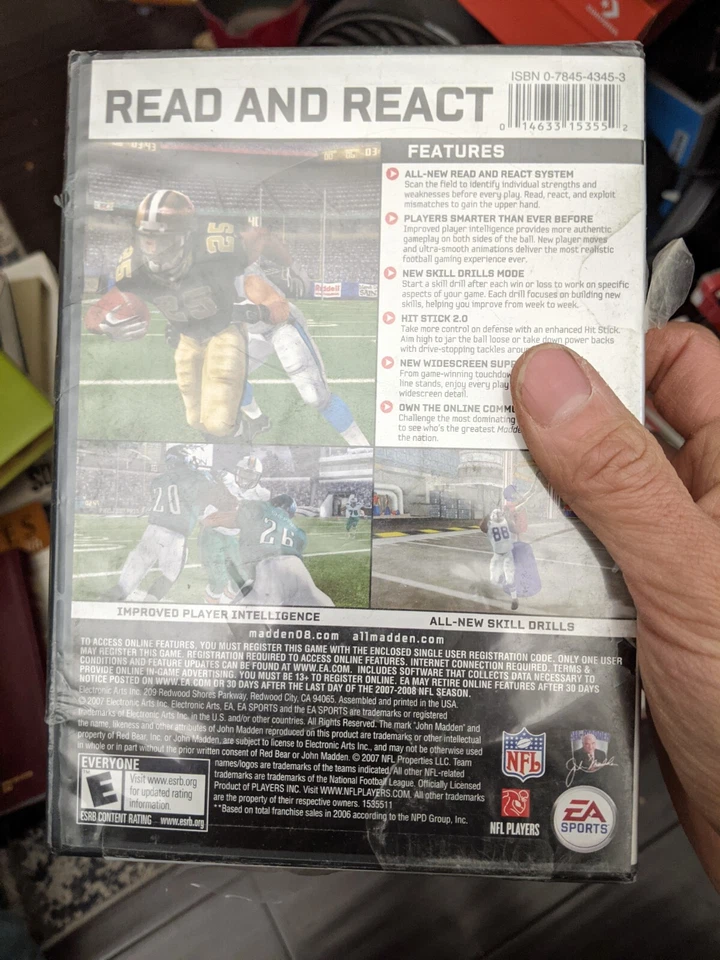 ISBN 0-7845-4345-3
READ AND REACT
0 14633 15355 2
FEATURES
ALL-NEW READ AND REACT SYSTEM
Scan the field to identify individual strengths and
weaknesses before every play. Read, react, and exploit
mismatches to gain the upper hand.
PLAYERS SMARTER THAN EVER BEFORE
Improved player intelligence provides more authentic
gameplay on both sides of the ball. New player moves
and ultra-smooth animations deliver the most realistic
football gaming experience ever.
NEW SKILL DRILLS MODE
Start a skill drill after each win or loss to work on specific
aspects of your game. Each drill focuses on building new
skills, helping you improve from week to week.
HIT STICK 2.0
Take more control on defense with an enhanced Hit Stick.
Aim high to jar the ball loose or take down power backs
with drive-stopping tackles
NEW WIDESCREEN
From game-winning
line stands, enjoy every play
widescreen detail.
OWN THE ONLINE
Challenge the most dominating
to see who's the greatest
the nation.
25
Riddell
20
26
88
IMPROVED PLAYER INTELLIGENCE
ALL-NEW SKILL DRILLS
madden08.com allmadden.com
TO ACCESS ONLINE FEATURES, YOU MUST REGISTER THIS GAME WITH THE ENCLOSED SINGLE USER REGISTRATION CODE. ONLY ONE USER
MAY REGISTER THIS GAME. REGISTRATION REQUIRED TO ACCESS ONLINE FEATURES. INTERNET CONNECTION REQUIRED. TERMS &
CONDITIONS AND FEATURE UPDATES CAN BE FOUND AT WWW.EA.COM. INCLUDES SOFTWARE THAT COLLECTS DATA NECESSARY TO
PROVIDE ONLINE IN-GAME ADVERTISING. YOU MUST BE 13+ TO REGISTER ONLINE. EA MAY RETIRE ONLINE FEATURES AFTER 30 DAYS
NOTICE POSTED ON WWW.EA.COM OR 30 DAYS AFTER THE LAST DAY OF THE 2007-2008 NFL SEASON.
Electronic Arts Inc. 209 Redwood Shores Parkway, Redwood City, CA 94065. Assembled and printed in the USA.
© 2007 Electronic Arts Inc. Electronic Arts, EA, EA SPORTS and the EA SPORTS are trademarks or registered
trademarks of Electronic Arts Inc. in the U.S. and/or other countries. All Rights Reserved. The mark "John Madden" and
the name, likeness and other attributes of John Madden reproduced on this product are trademarks or other intellectual
property of Red Bear, Inc. or John Madden, are subject to license to Electronic Arts Inc., and may not be otherwise used
in whole or in part without the prior written consent of Red Bear or John Madden. © 2007 NFL Properties LLC. Team
names/logos are trademarks of the teams indicated. All other NFL-related
trademarks are trademarks of the National Football League. Officially Licensed
Product of PLAYERS INC. Visit WWW.NFLPLAYERS.COM. All other trademarks
are the property of their respective owners. 1535511
**Based on total franchise sales in 2006 according to the NPD Group, Inc.
EVERYONE
E
Visit www.esrb.org
for updated rating
information.
ESRB CONTENT RATING www.esrb.org
NFL
NFL PLAYERS
EA
SPORTS